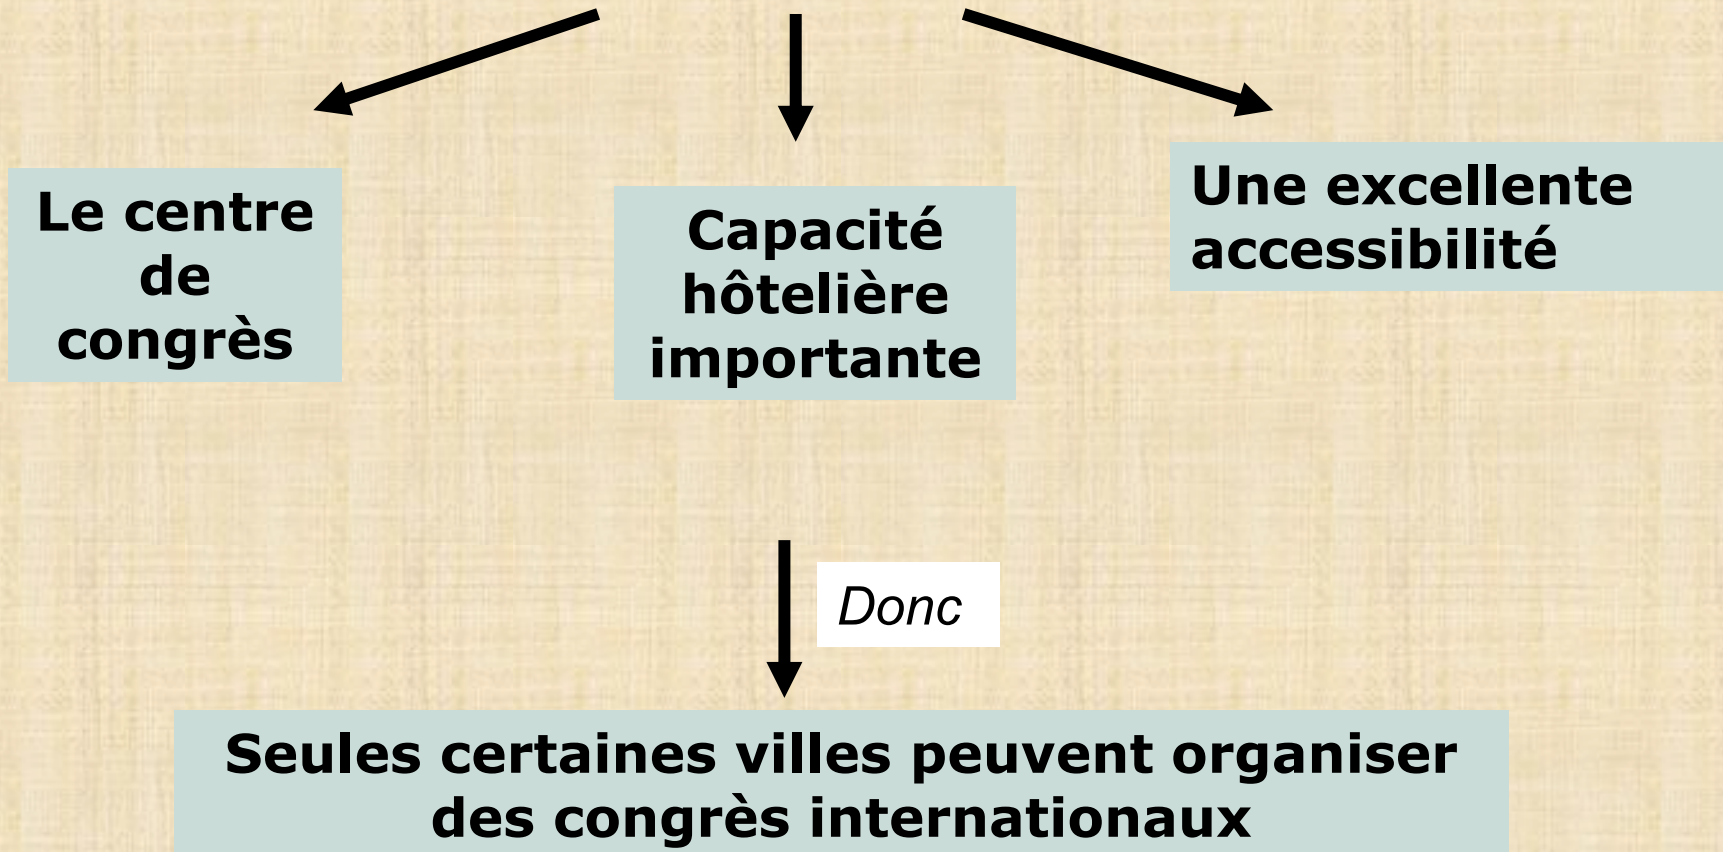 Le centre
de
congrès
Capacité
hôtelière
importante
Une excellente
accessibilité
Donc
Seules certaines villes peuvent organiser
des congrès internationaux